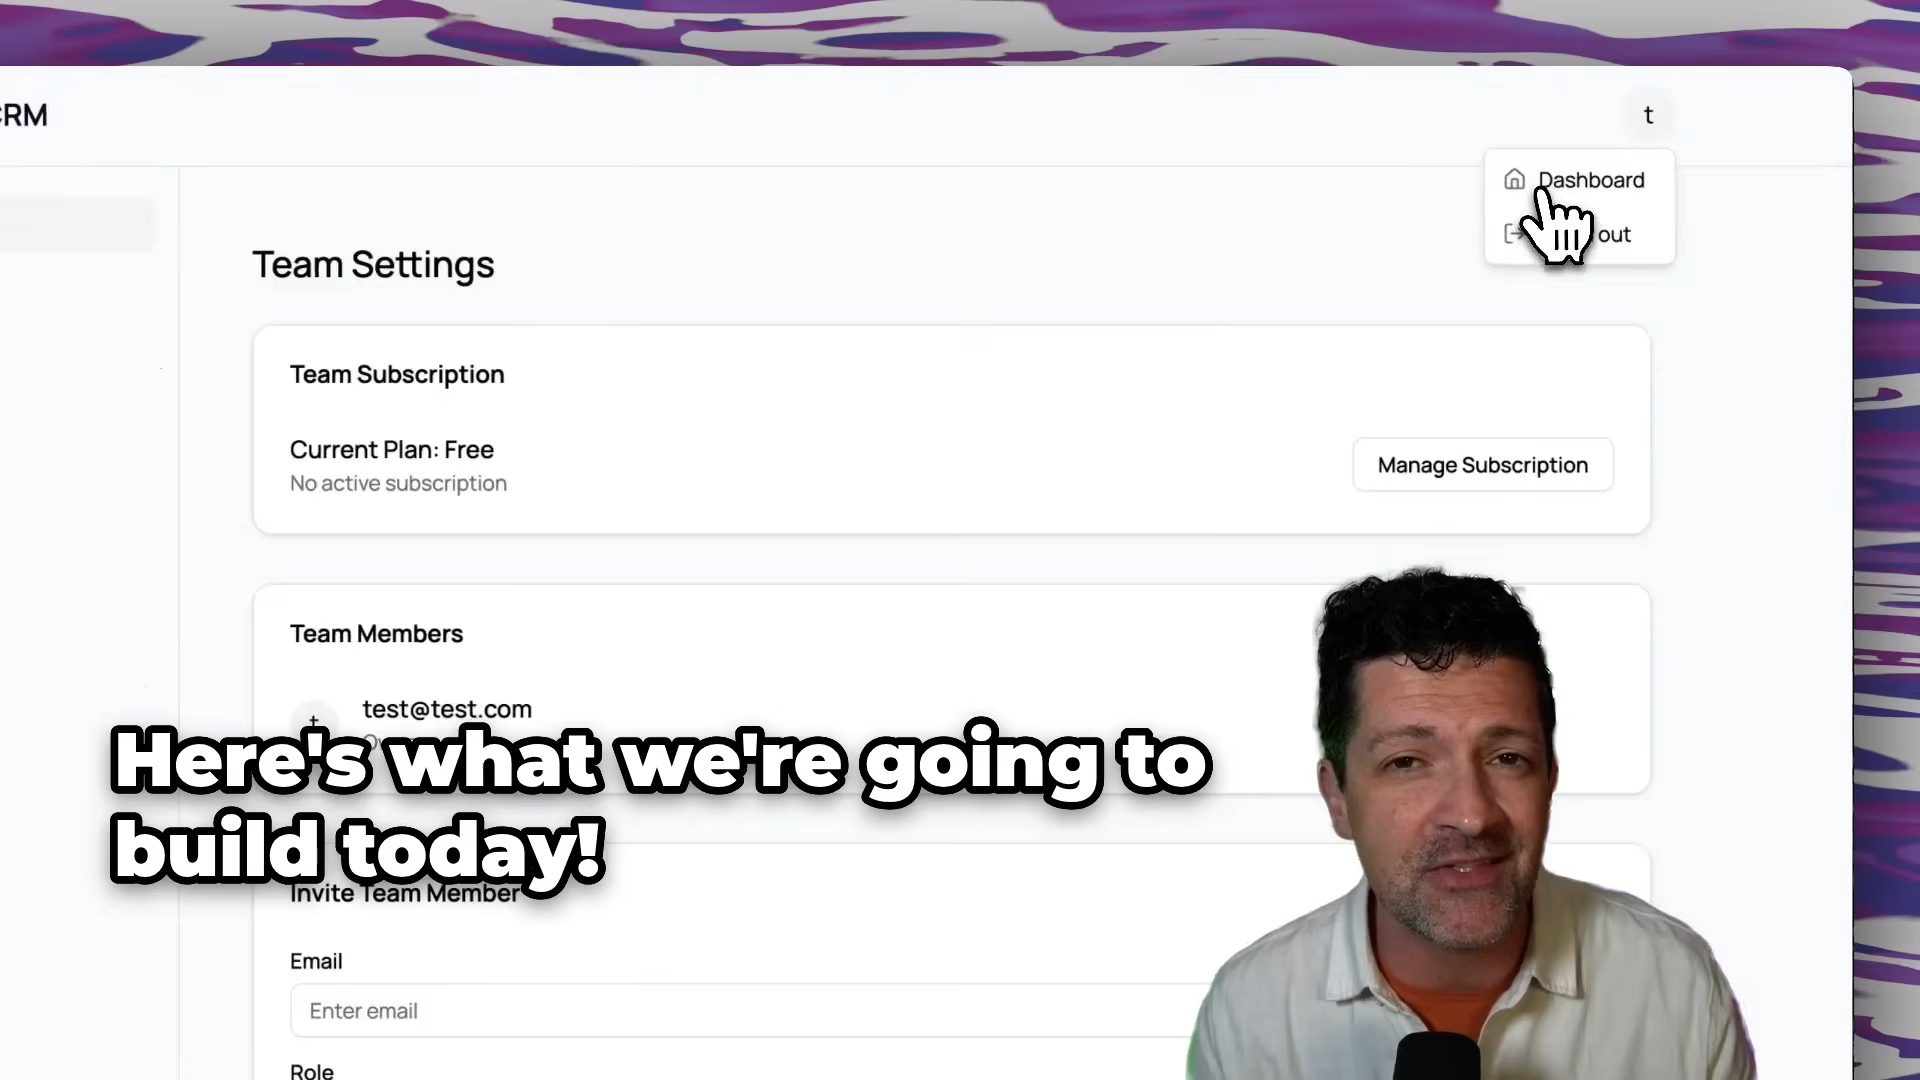 CRM
t
Dashboard
out
Team Settings
Team Subscription
Current Plan: Free
No active subscription
Manage Subscription
Team Members
t
test@test.com
Here's what we're going to
build today!
Invite Team Member
Email
Enter email
Role